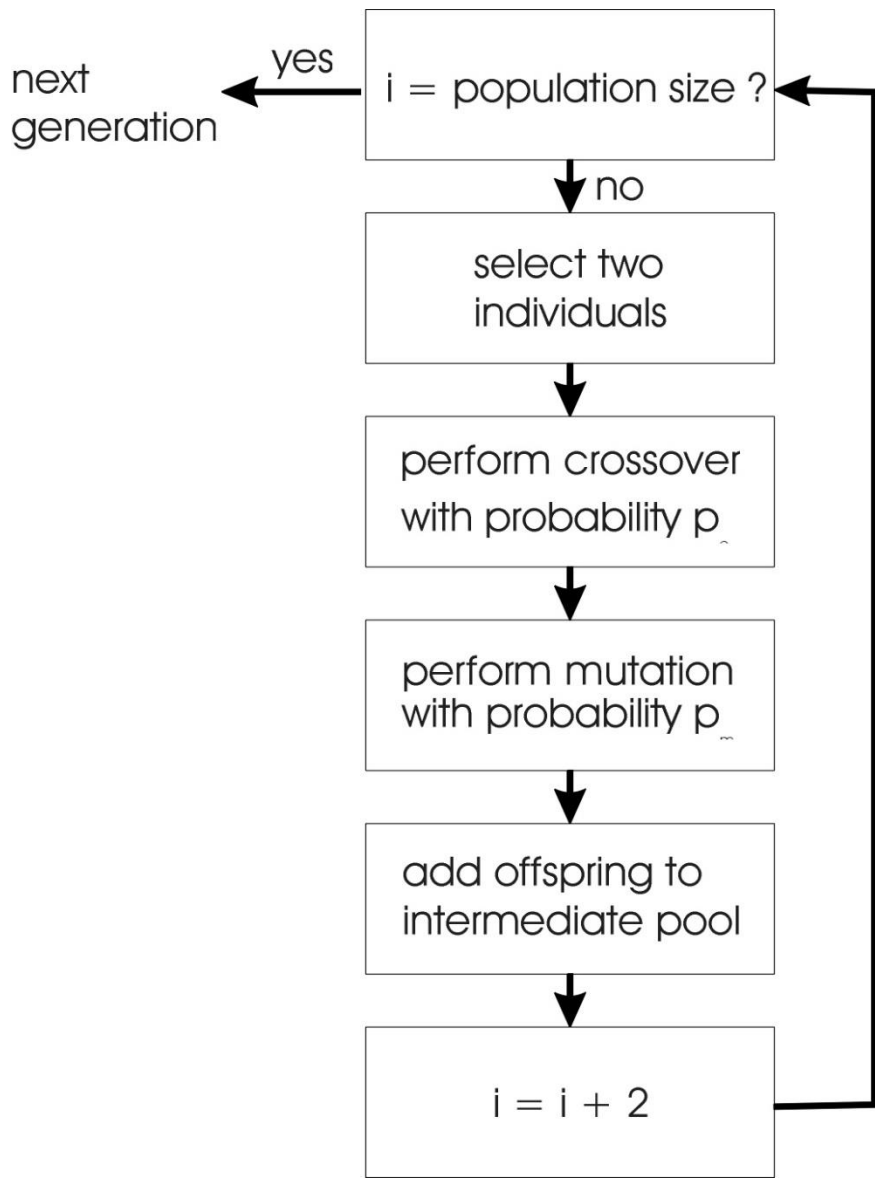 i = population size ?
yes
next
generation
no
select two
individuals
perform crossover
with probability p
perform mutation
with probability p_m
add offspring to
intermediate pool
i = i + 2